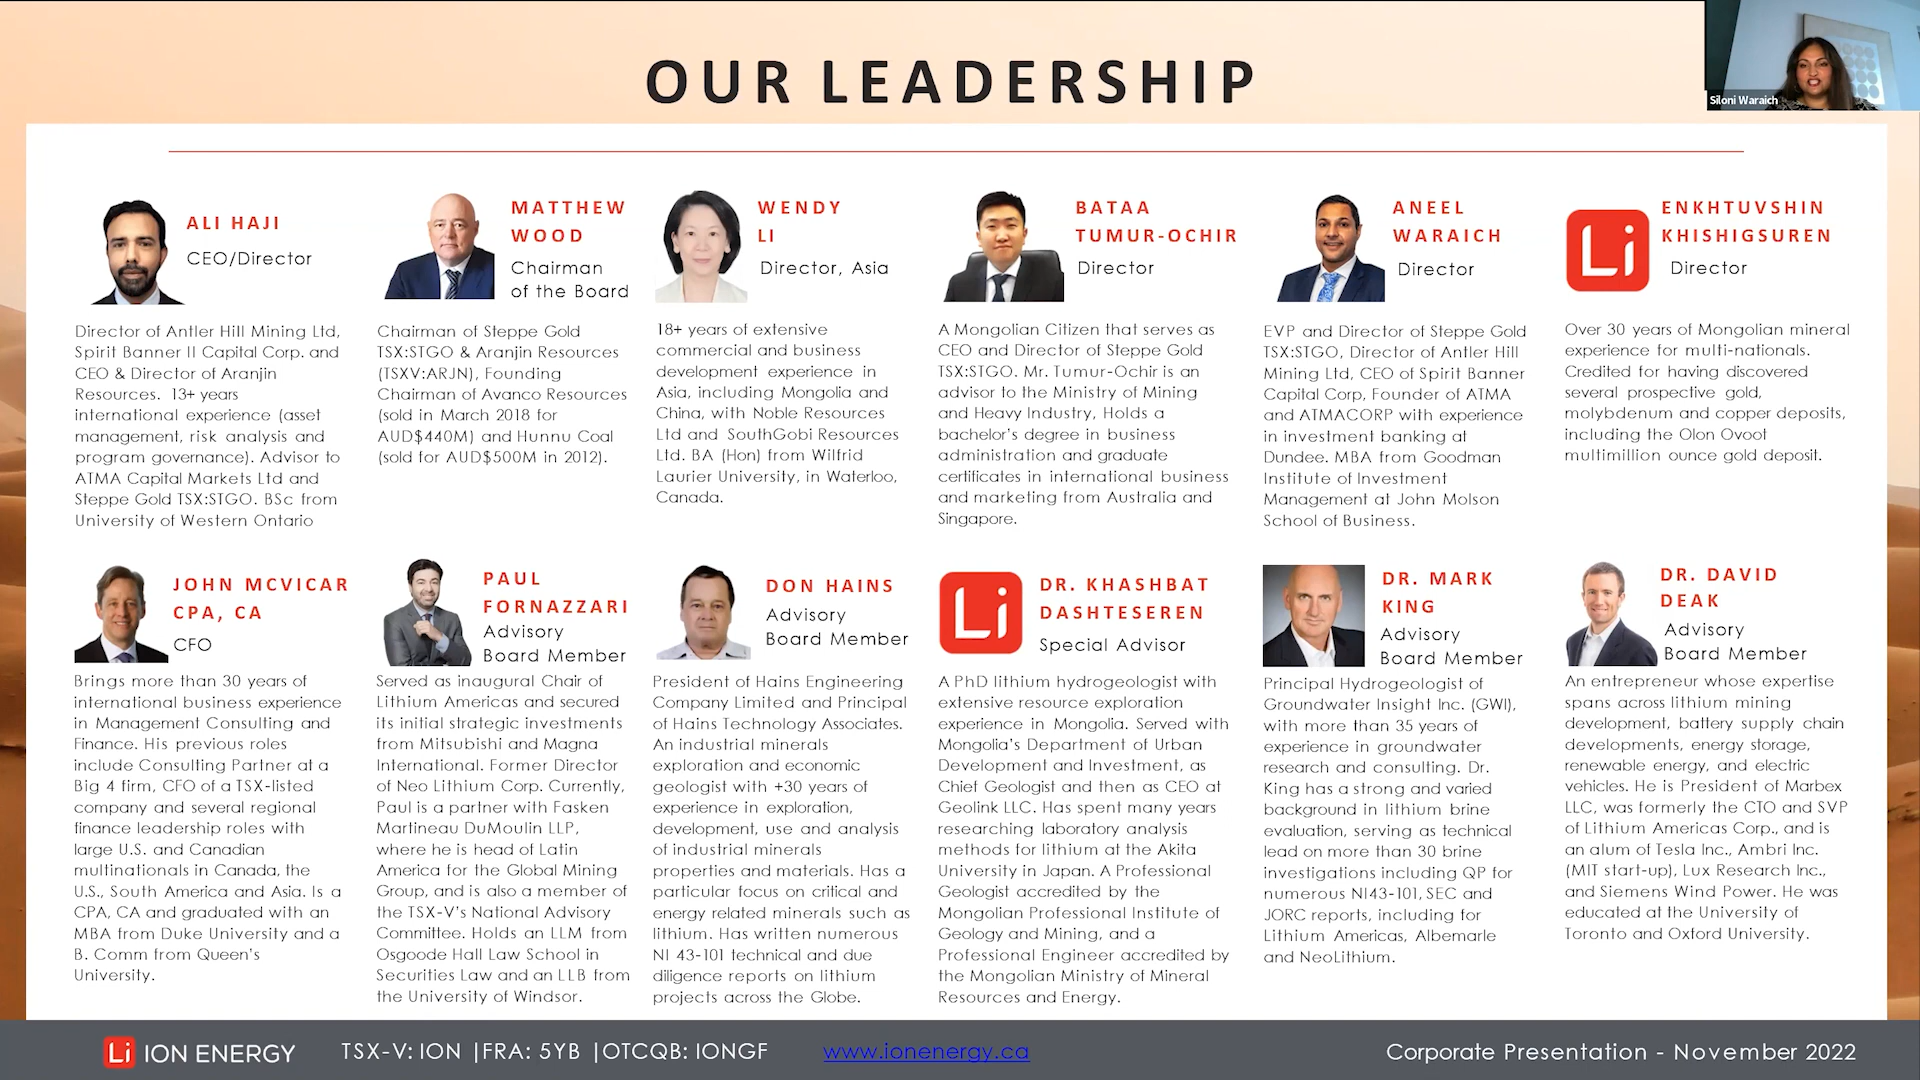 OUR LEADERSHIP
Siloni Waraich
ALI HAJI
CEO/Director
Director of Antler Hill Mining Ltd,
Spirit Banner II Capital Corp. and
CEO & Director of Aranjin
Resources. 13+ years
international experience (asset
management, risk analysis and
program governance). Advisor to
ATMA Capital Markets Ltd and
Steppe Gold TSX:STGO. BSc from
University of Western Ontario
MATTHEW
WOOD
Chairman
of the Board
Chairman of Steppe Gold
TSX:STGO & Aranjin Resources
(TSXV:ARJN), Founding
Chairman of Avanco Resources
(sold in March 2018 for
AUD$440M) and Hunnu Coal
(sold for AUD$500M in 2012).
WENDY
LI
Director, Asia
18+ years of extensive
commercial and business
development experience in
Asia, including Mongolia and
China, with Noble Resources
Ltd and SouthGobi Resources
Ltd. BA (Hon) from Wilfrid
Laurier University, in Waterloo,
Canada.
BATAA
TUMUR-OCHIR
Director
A Mongolian Citizen that serves as
CEO and Director of Steppe Gold
TSX:STGO. Mr. Tumur-Ochir is an
advisor to the Ministry of Mining
and Heavy Industry, Holds a
bachelor's degree in business
administration and graduate
certificates in international business
and marketing from Australia and
Singapore.
ANEEL
WARAICH
Director
EVP and Director of Steppe Gold
TSX:STGO, Director of Antler Hill
Mining Ltd, CEO of Spirit Banner
Capital Corp, Founder of ATMA
and ATMACORP with experience
in investment banking at
Dundee. MBA from Goodman
Institute of Investment
Management at John Molson
School of Business.
Li
ENKHTUVSHIN
KHISHIGSUREN
Director
Over 30 years of Mongolian mineral
experience for multi-nationals.
Credited for having discovered
several prospective gold,
molybdenum and copper deposits,
including the Olon Ovoot
multimillion ounce gold deposit.
JOHN MCVICAR
CPA, CA
CFO
Brings more than 30 years of
international business experience
in Management Consulting and
Finance. His previous roles
include Consulting Partner at a
Big 4 firm, CFO of a TSX-listed
company and several regional
finance leadership roles with
large U.S. and Canadian
multinationals in Canada, the
U.S., South America and Asia. Is a
CPA, CA and graduated with an
MBA from Duke University and a
B. Comm from Queen's
University.
PAUL
FORNAZZARI
Advisory
Board Member
Served as inaugural Chair of
Lithium Americas and secured
its initial strategic investments
from Mitsubishi and Magna
International. Former Director
of Neo Lithium Corp. Currently,
Paul is a partner with Fasken
Martineau DuMoulin LLP,
where he is head of Latin
America for the Global Mining
Group, and is also a member of
the TSX-V's National Advisory
Committee. Holds an LLM from
Osgoode Hall Law School in
Securities Law and an LLB from
the University of Windsor.
DON HAINS
Advisory
Board Member
President of Hains Engineering
Company Limited and Principal
of Hains Technology Associates.
An industrial minerals
exploration and economic
geologist with +30 years of
experience in exploration,
development, use and analysis
of industrial minerals
properties and materials. Has a
particular focus on critical and
energy related minerals such as
lithium. Has written numerous
NI 43-101 technical and due
diligence reports on lithium
projects across the Globe.
Li
DR. KHASHBAT
DASHTESEREN
Special Advisor
A PhD lithium hydrogeologist with
extensive resource exploration
experience in Mongolia. Served with
Mongolia's Department of Urban
Development and Investment, as
Chief Geologist and then as CEO at
Geolink LLC. Has spent many years
researching laboratory analysis
methods for lithium at the Akita
University in Japan. A Professional
Geologist accredited by the
Mongolian Professional Institute of
Geology and Mining, and a
Professional Engineer accredited by
the Mongolian Ministry of Mineral
Resources and Energy.
DR. MARK
KING
Advisory
Board Member
Principal Hydrogeologist of
Groundwater Insight Inc. (GWI),
with more than 35 years of
experience in groundwater
research and consulting. Dr.
King has a strong and varied
background in lithium brine
evaluation, serving as technical
lead on more than 30 brine
investigations including QP for
numerous NI43-101, SEC and
JORC reports, including for
Lithium Americas, Albemarle
and NeoLithium.
DR. DAVID
DEAK
Advisory
Board Member
An entrepreneur whose expertise
spans across lithium mining
development, battery supply chain
developments, energy storage,
renewable energy, and electric
vehicles. He is President of Marbex
LLC, was formerly the CTO and SVP
of Lithium Americas Corp., and is
an alum of Tesla Inc., Ambri Inc.
(MIT start-up), Lux Research Inc.,
and Siemens Wind Power. He was
educated at the University of
Toronto and Oxford University.
Li ION ENERGY
TSX-V: ION |FRA: 5YB |OTCQB: IONGF
www.ionenergy.ca
Corporate Presentation - November 2022